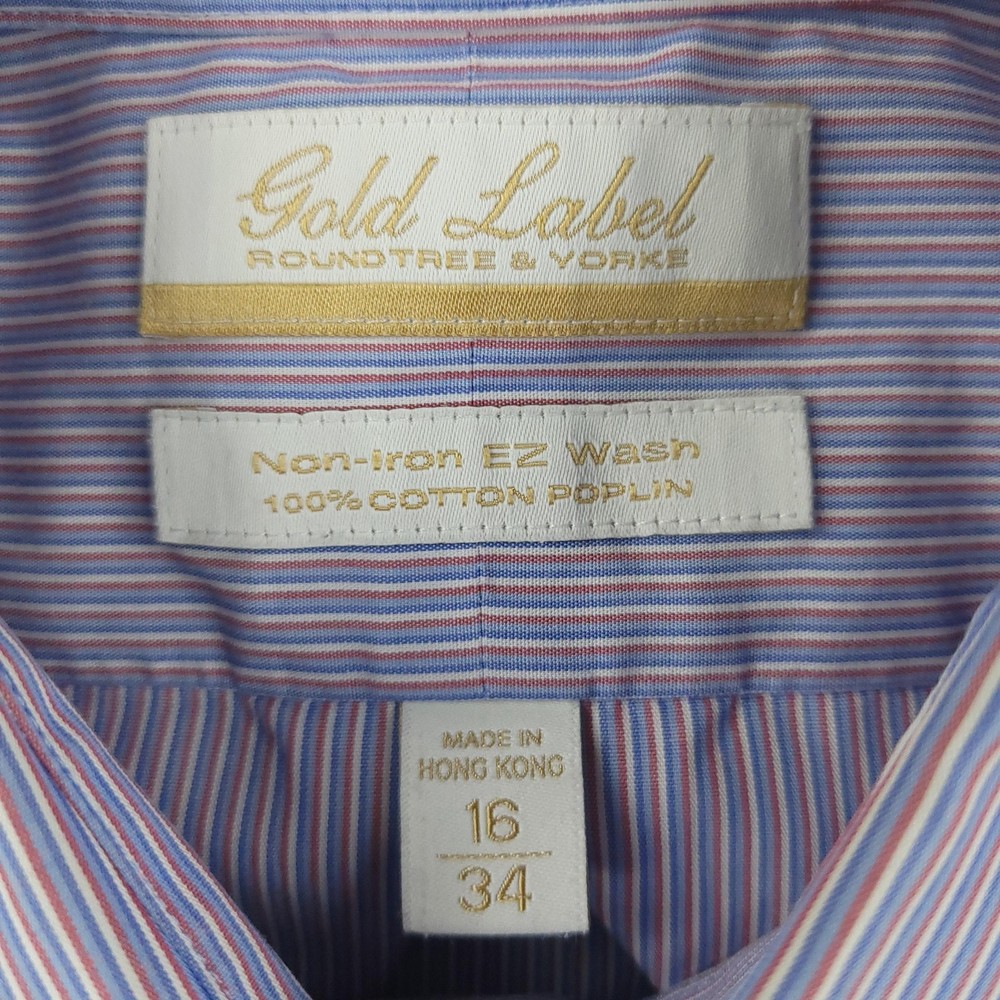 Gold Label
ROUNDTREE & YORKE
Non-Iron EZ Wash
100% COTTON POPLIN
MADE IN
HONG KONG
16
34